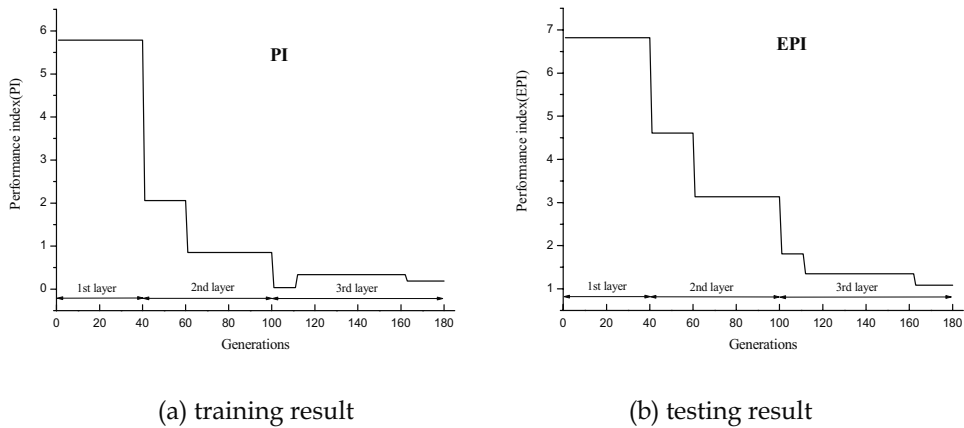 PI
Performance index(PI)
6
5
4
3
2
1
0
1st layer
2nd layer
3rd layer
0 20 40 60 80 100 120 140 160 180
Generations
(a) training result
EPI
Performance index(EPI)
7
6
5
4
3
2
1
1st layer
2nd layer
3rd layer
0 20 40 60 80 100 120 140 160 180
Generations
(b) testing result